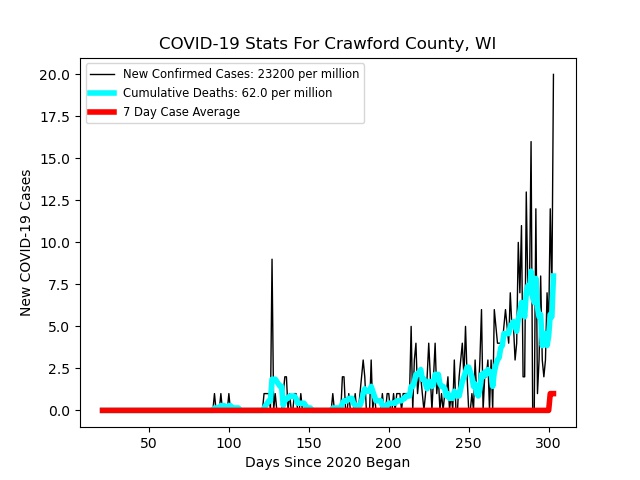 COVID-19 Stats For Crawford County, WI
New Confirmed Cases: 23200 per million
Cumulative Deaths: 62.0 per million
7 Day Case Average
20.0
17.5
15.0
12.5
10.0
7.5
5.0
2.5
0.0
New COVID-19 Cases
50 100 150 200 250 300
Days Since 2020 Began